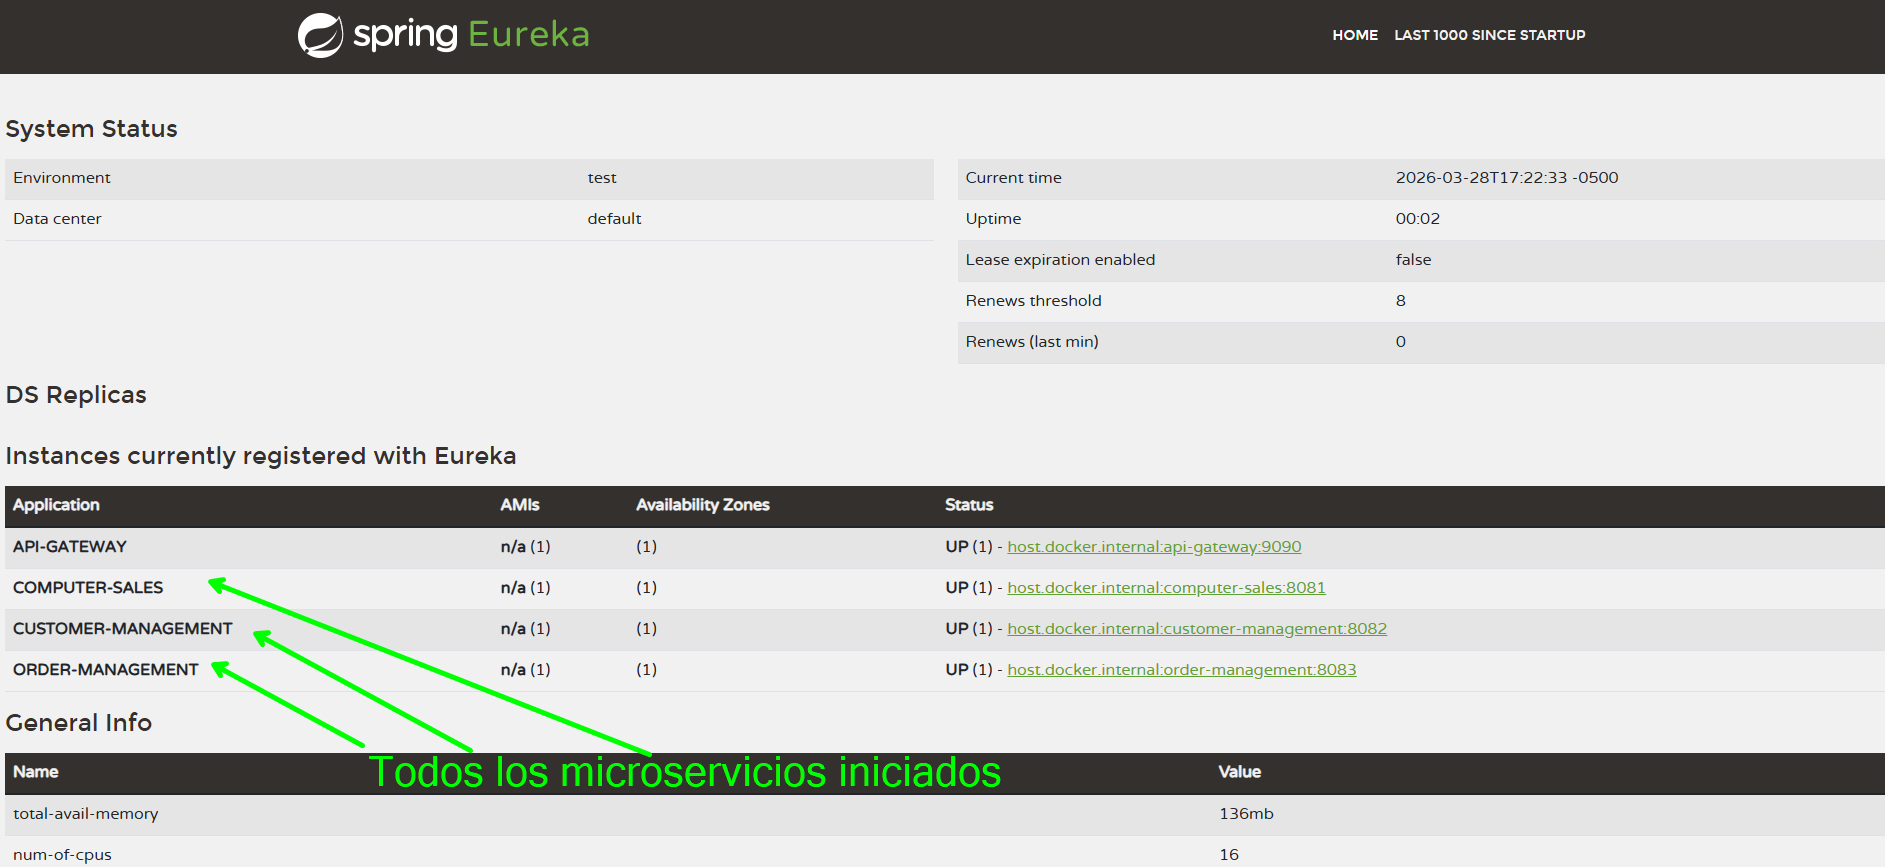 spring Eureka
HOME LAST 1000 SINCE STARTUP
System Status
Environment test
Data center default
Current time 2026-03-28T17:22:33 -0500
Uptime 00:02
Lease expiration enabled false
Renews threshold 8
Renews (last min) 0
DS Replicas
Instances currently registered with Eureka
Application AMIs Availability Zones Status
API-GATEWAY n/a (1) (1) UP (1) - host.docker.internal:api-gateway:9090
COMPUTER-SALES n/a (1) (1) UP (1) - host.docker.internal:computer-sales:8081
CUSTOMER-MANAGEMENT n/a (1) (1) UP (1) - host.docker.internal:customer-management:8082
ORDER-MANAGEMENT n/a (1) (1) UP (1) - host.docker.internal:order-management:8083
General Info
Todos los microservicios iniciados
Name Value
total-avail-memory 136mb
num-of-cpus 16